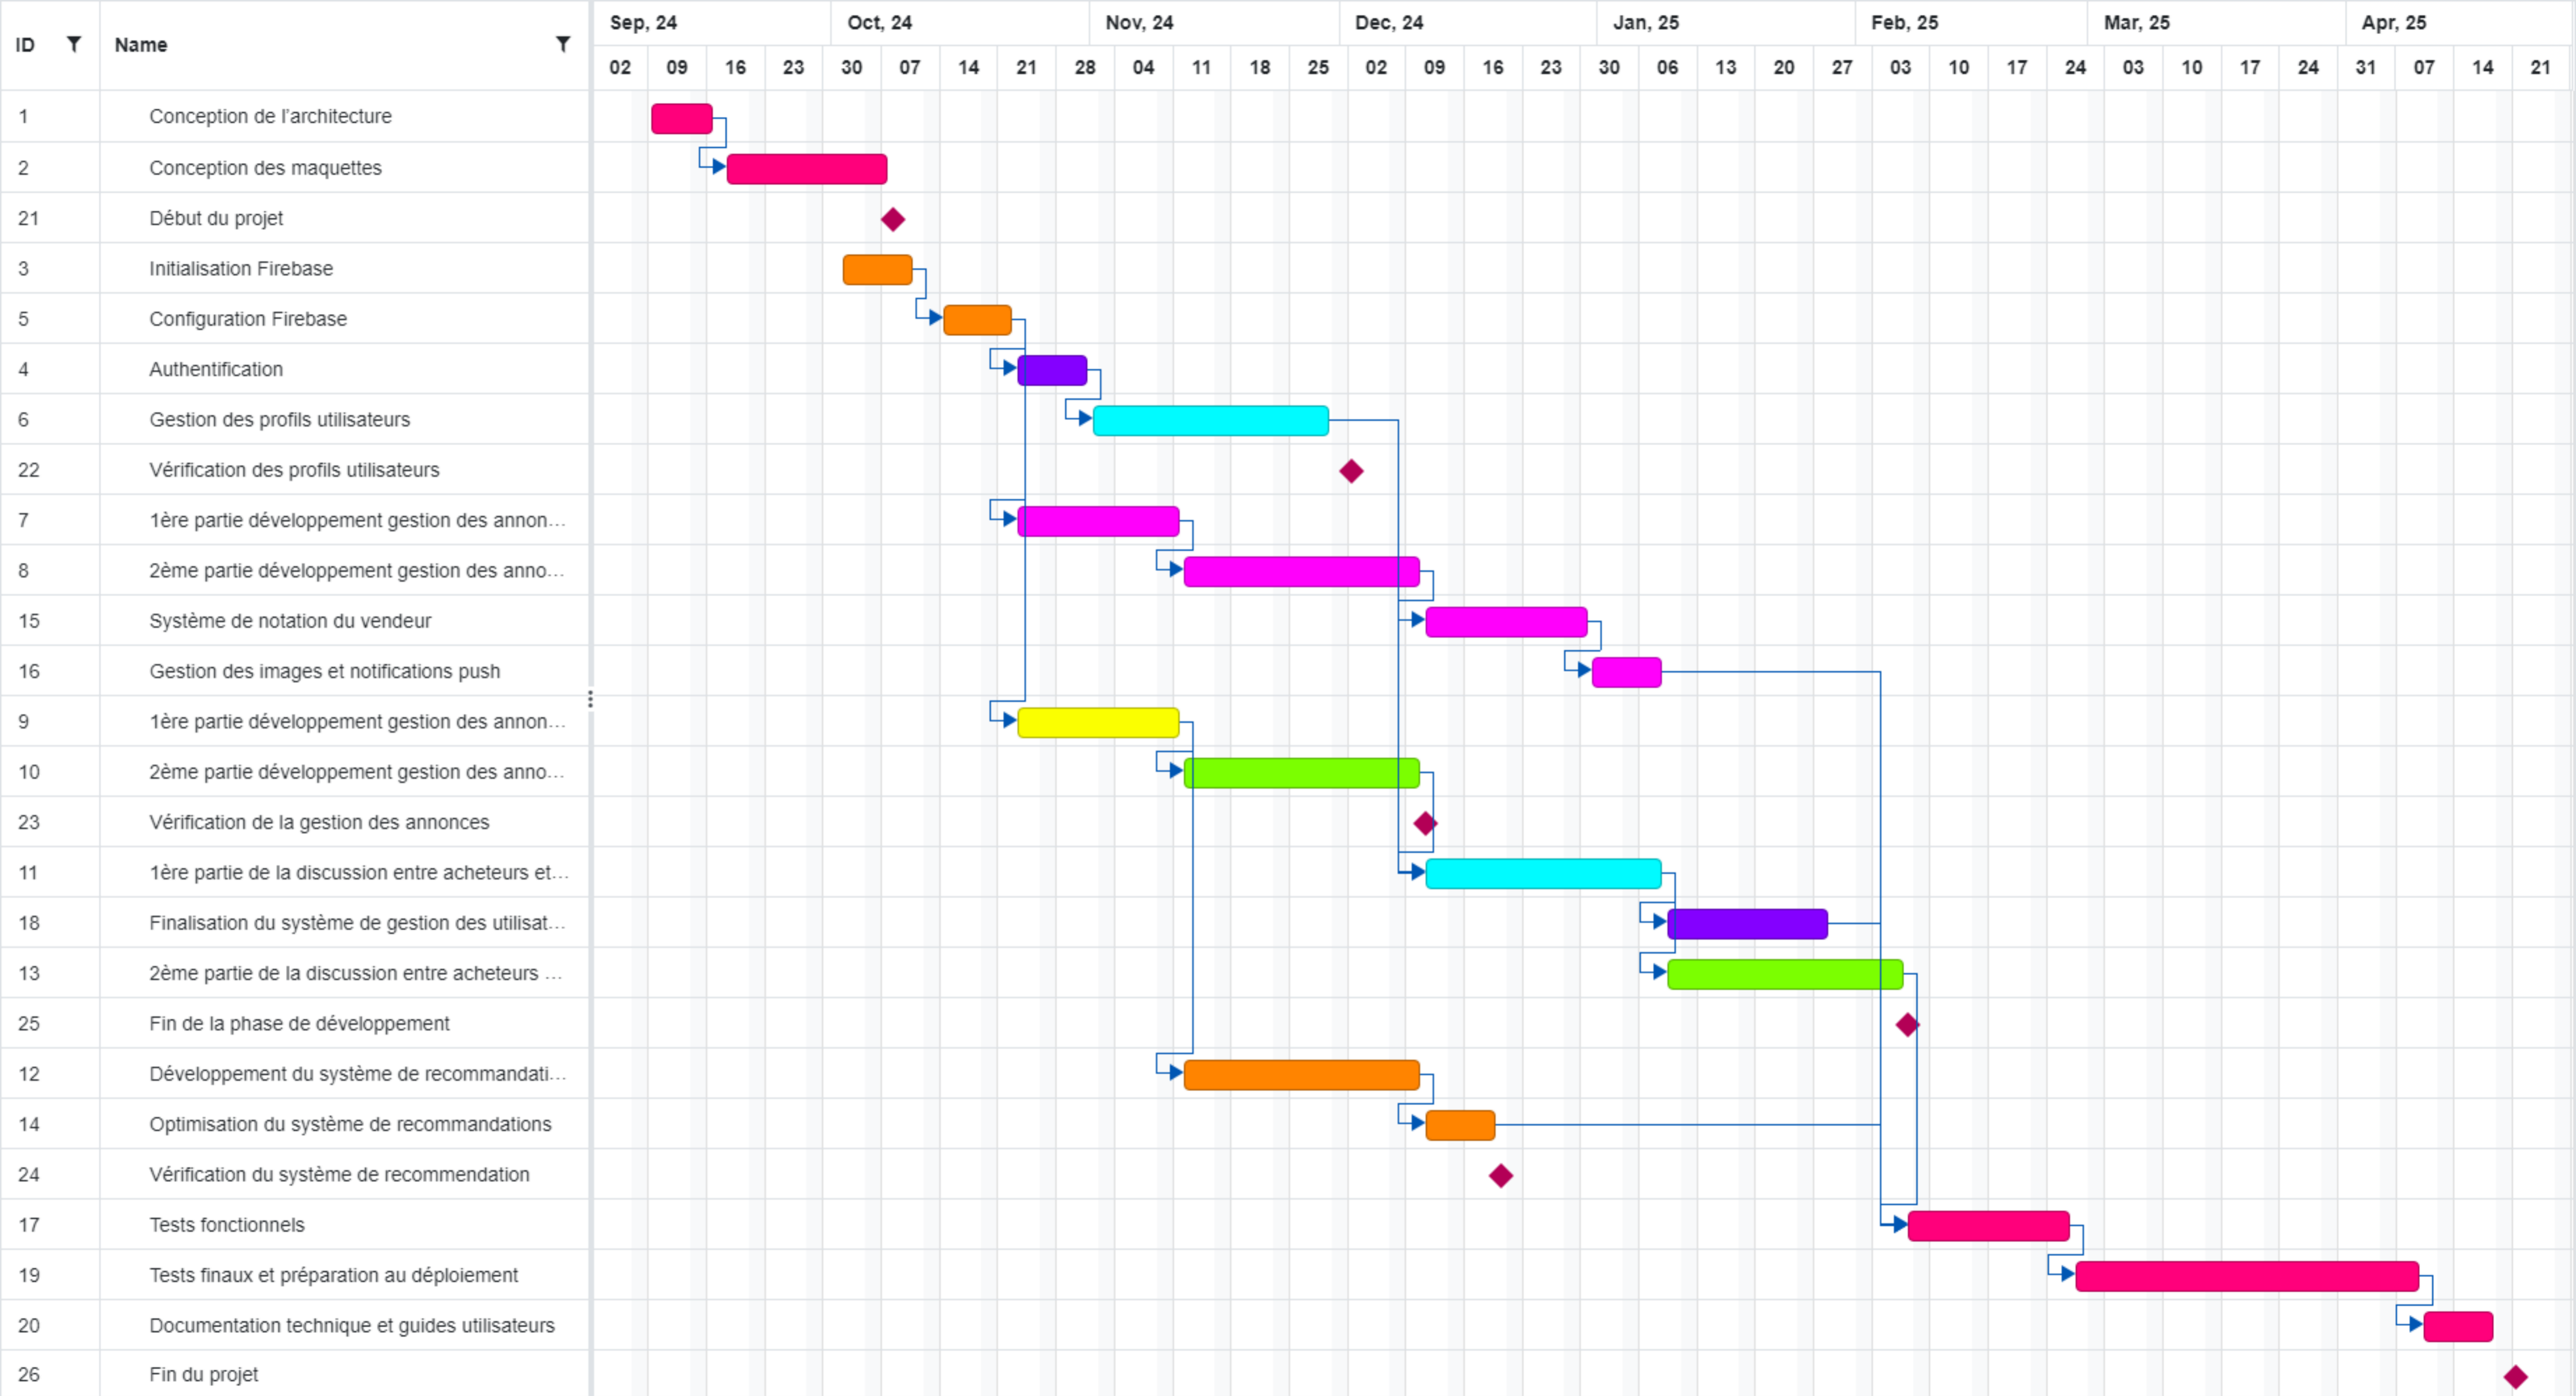 Sep, 24 Oct, 24 Nov, 24 Dec, 24 Jan, 25 Feb, 25 Mar, 25 Apr, 25
ID Name
02 09 16 23 30 07 14 21 28 04 11 18 25 02 09 16 23 30 06 13 20 27 03 10 17 24 03 10 17 24 31 07 14 21
1 Conception de l'architecture
2 Conception des maquettes
21 Début du projet
3 Initialisation Firebase
5 Configuration Firebase
4 Authentification
6 Gestion des profils utilisateurs
22 Vérification des profils utilisateurs
7 1ère partie développement gestion des annon...
8 2ème partie développement gestion des anno...
15 Système de notation du vendeur
16 Gestion des images et notifications push
9 1ère partie développement gestion des annon...
10 2ème partie développement gestion des anno...
23 Vérification de la gestion des annonces
11 1ère partie de la discussion entre acheteurs et...
18 Finalisation du système de gestion des utilisat...
13 2ème partie de la discussion entre acheteurs ...
25 Fin de la phase de développement
12 Développement du système de recommandati...
14 Optimisation du système de recommandations
24 Vérification du système de recommendation
17 Tests fonctionnels
19 Tests finaux et préparation au déploiement
20 Documentation technique et guides utilisateurs
26 Fin du projet